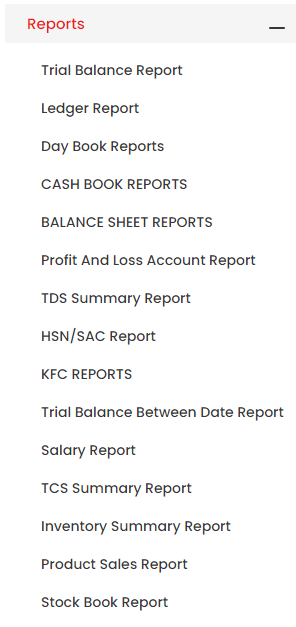 Reports
Trial Balance Report
Ledger Report
Day Book Reports
CASH BOOK REPORTS
BALANCE SHEET REPORTS
Profit And Loss Account Report
TDS Summary Report
HSN/SAC Report
KFC REPORTS
Trial Balance Between Date Report
Salary Report
TCS Summary Report
Inventory Summary Report
Product Sales Report
Stock Book Report